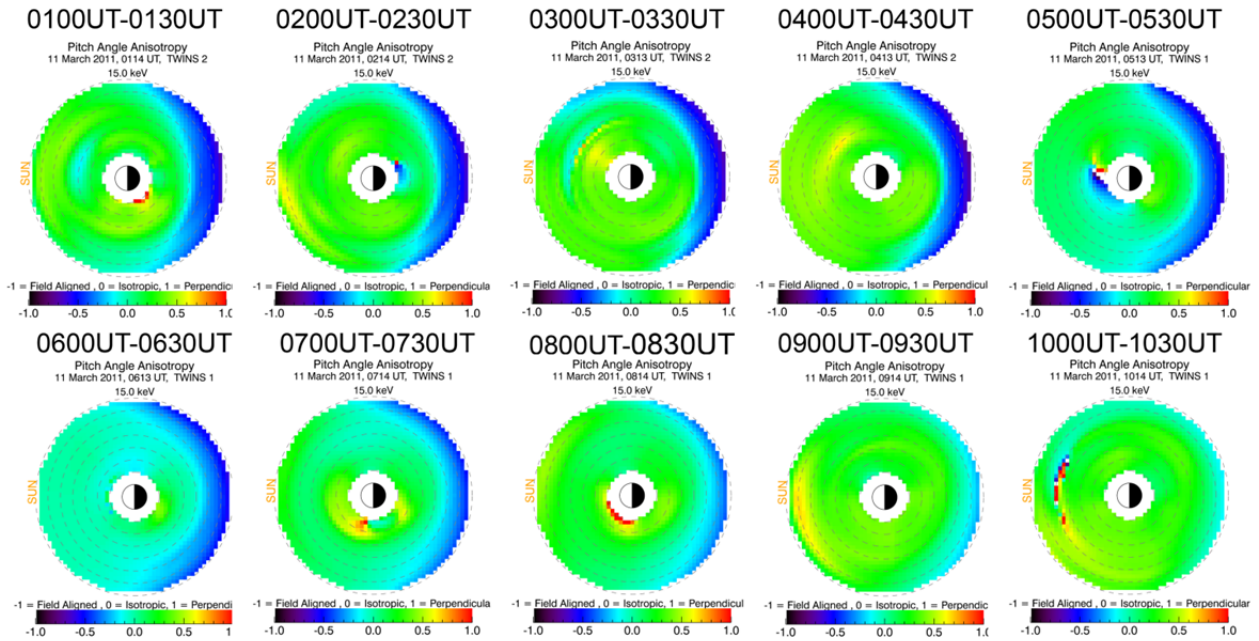 0100UT-0130UT
Pitch Angle Anisotropy
11 March 2011, 0114 UT, TWINS 2
15.0 keV
SUN
-1 = Field Aligned , 0 = Isotropic, 1 = Perpendicu
-1.0 -0.5 0.0 0.5 1.0
0200UT-0230UT
Pitch Angle Anisotropy
11 March 2011, 0214 UT, TWINS 2
15.0 keV
SUN
-1 = Field Aligned , 0 = Isotropic, 1 = Perpendicula
-1.0 -0.5 0.0 0.5 1.0
0300UT-0330UT
Pitch Angle Anisotropy
11 March 2011, 0313 UT, TWINS 2
15.0 keV
SUN
-1 = Field Aligned , 0 = Isotropic, 1 = Perpendicula
-1.0 -0.5 0.0 0.5 1.0
0400UT-0430UT
Pitch Angle Anisotropy
11 March 2011, 0413 UT, TWINS 2
15.0 keV
SUN
-1 = Field Aligned , 0 = Isotropic, 1 = Perpendicula
-1.0 -0.5 0.0 0.5 1.0
0500UT-0530UT
Pitch Angle Anisotropy
11 March 2011, 0513 UT, TWINS 1
15.0 keV
SUN
-1 = Field Aligned , 0 = Isotropic, 1 = Perpendicular
-1.0 -0.5 0.0 0.5 1.0
0600UT-0630UT
Pitch Angle Anisotropy
11 March 2011, 0613 UT, TWINS 1
15.0 keV
SUN
-1 = Field Aligned , 0 = Isotropic, 1 = Perpendi
-1.0 -0.5 0.0 0.5 1.0
0700UT-0730UT
Pitch Angle Anisotropy
11 March 2011, 0714 UT, TWINS 1
15.0 keV
SUN
-1 = Field Aligned , 0 = Isotropic, 1 = Perpendicula
-1.0 -0.5 0.0 0.5 1.0
0800UT-0830UT
Pitch Angle Anisotropy
11 March 2011, 0814 UT, TWINS 1
15.0 keV
SUN
-1 = Field Aligned , 0 = Isotropic, 1 = Perpendicular
-1.0 -0.5 0.0 0.5 1.0
0900UT-0930UT
Pitch Angle Anisotropy
11 March 2011, 0914 UT, TWINS 1
15.0 keV
SUN
-1 = Field Aligned , 0 = Isotropic, 1 = Perpendicu
-1.0 -0.5 0.0 0.5 1.0
1000UT-1030UT
Pitch Angle Anisotropy
11 March 2011, 1014 UT, TWINS 1
15.0 keV
SUN
-1 = Field Aligned , 0 = Isotropic, 1 = Perpendicular
-1.0 -0.5 0.0 0.5 1.0